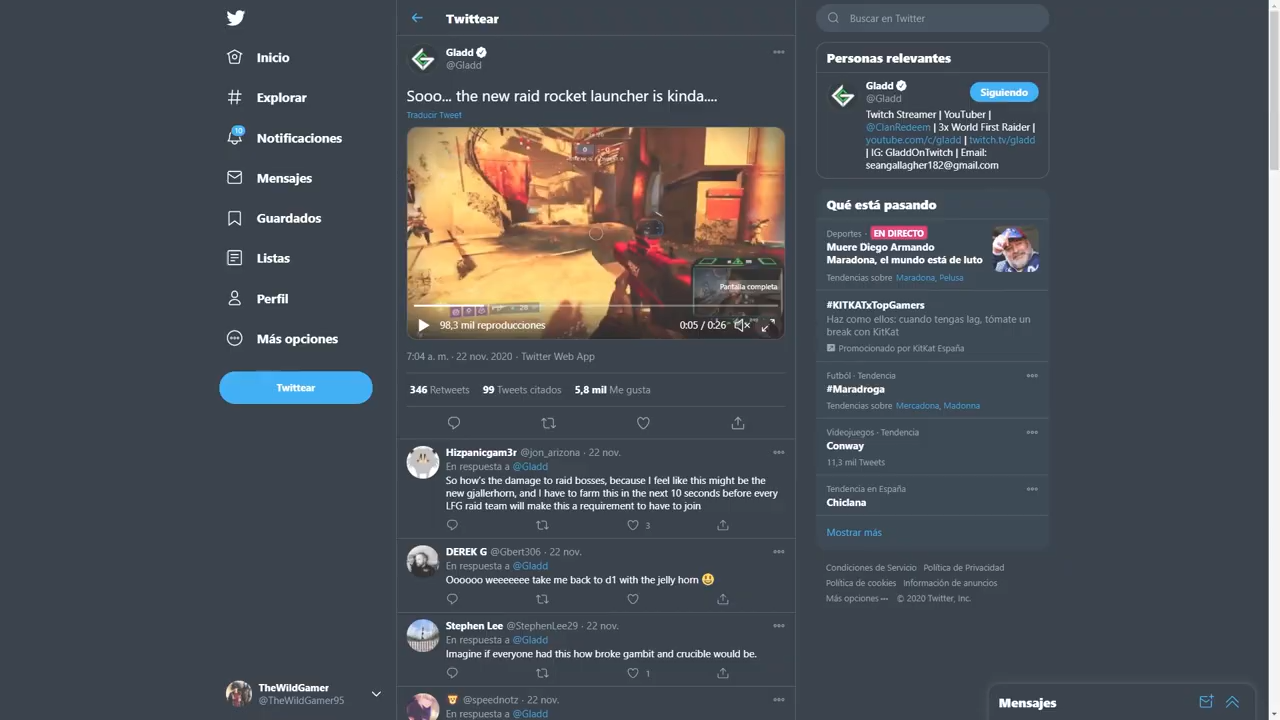 Inicio
Explorar
10
Notificaciones
Mensajes
Guardados
Listas
Perfil
Más opciones
Twittear
TheWildGamer
@TheWildGamer95
Twittear
Gladd
@Gladd
Sooo... the new raid rocket launcher is kinda....
Traducir Tweet
Pantalla completa
98,3 mil reproducciones
0:05 / 0:26
7:04 a. m. · 22 nov. 2020 · Twitter Web App
346 Retweets 99 Tweets citados 5,8 mil Me gusta
Hizpanicgam3r @jon_arizona · 22 nov.
En respuesta a @Gladd
So how's the damage to raid bosses, because I feel like this might be the
new gjallerhorn, and I have to farm this in the next 10 seconds before every
LFG raid team will make this a requirement to have to join
3
DEREK G @Gbert306 · 22 nov.
En respuesta a @Gladd
Oooooo weeeeeee take me back to d1 with the jelly horn
Stephen Lee @StephenLee29 · 22 nov.
En respuesta a @Gladd
Imagine if everyone had this how broke gambit and crucible would be.
1
@speednotz · 22 nov.
En respuesta a @Gladd
Buscar en Twitter
Personas relevantes
Gladd
@Gladd
Siguiendo
Twitch Streamer | YouTuber |
@ClanRedeem | 3x World First Raider |
youtube.com/c/gladd | twitch.tv/gladd
| IG: GladdOnTwitch | Email:
seangallagher182@gmail.com
Qué está pasando
Deportes · EN DIRECTO
Muere Diego Armando
Maradona, el mundo está de luto
Tendencias sobre Maradona, Pelusa
#KITKATxTopGamers
Haz como ellos: cuando tengas lag, tómate un
break con KitKat
Promocionado por KitKat España
Futból · Tendencia
#Maradroga
Tendencias sobre Mercadona, Madonna
Videojuegos · Tendencia
Conway
11,3 mil Tweets
Tendencia en España
Chiclana
Mostrar más
Condiciones de Servicio Política de Privacidad
Política de cookies Información de anuncios
Más opciones ••• © 2020 Twitter, Inc.
Mensajes